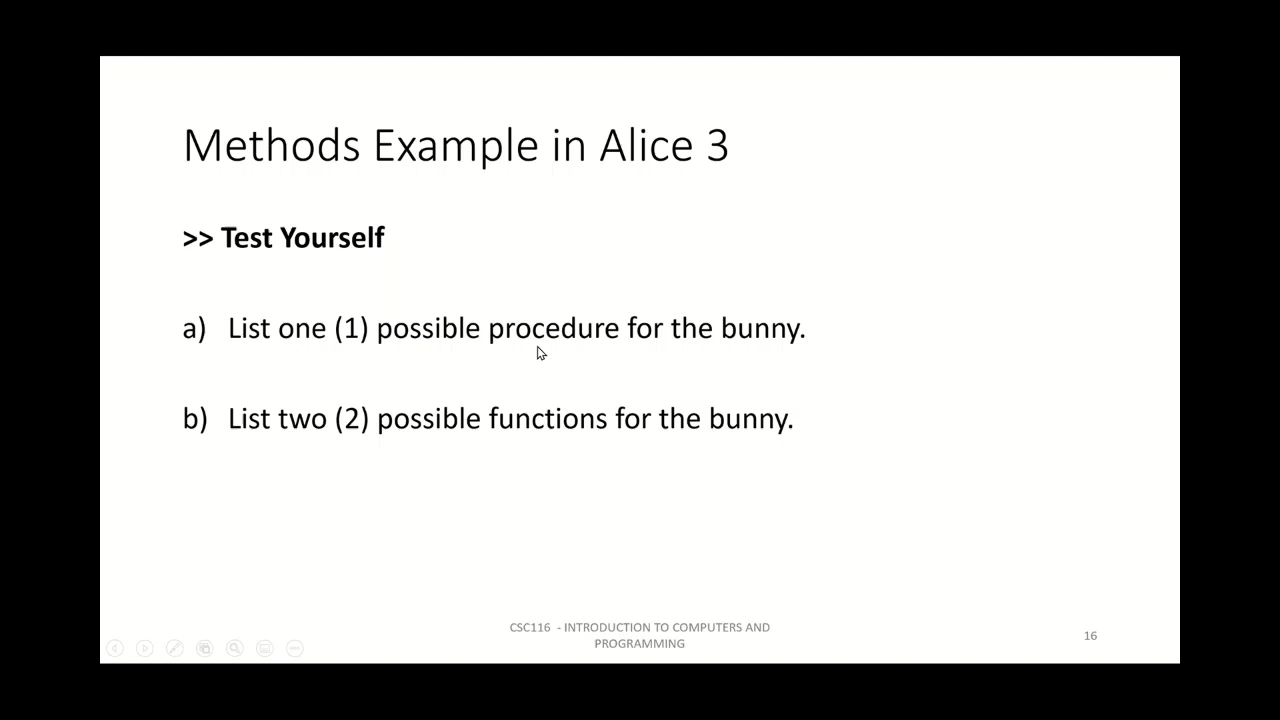 Methods Example in Alice 3
>> Test Yourself
a) List one (1) possible procedure for the bunny.
b) List two (2) possible functions for the bunny.
CSC116 - INTRODUCTION TO COMPUTERS AND
PROGRAMMING
16